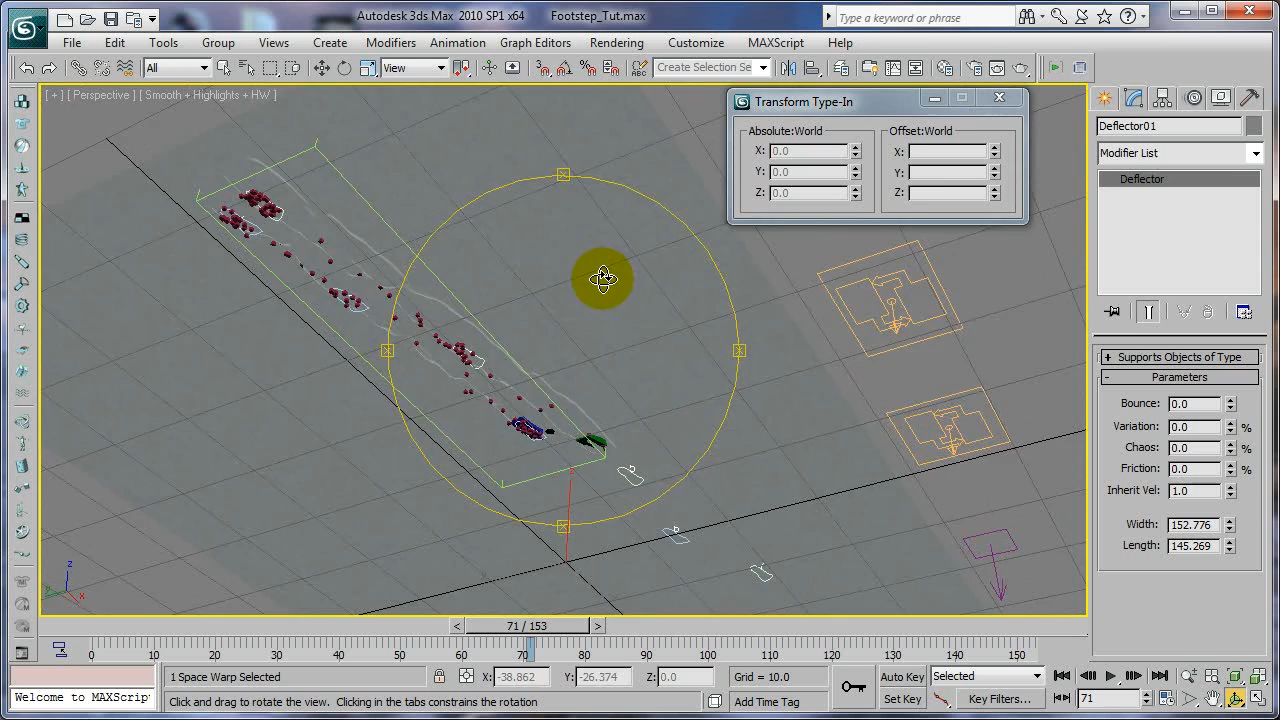 Autodesk 3ds Max 2010 SP1 x64 Footstep_Tut.max
Type a keyword or phrase
File Edit Tools Group Views Create Modifiers Animation Graph Editors Rendering Customize MAXScript Help
All View Create Selection Se
[ + ] [ Perspective ] [ Smooth + Highlights + HW ]
Transform Type-In
Absolute:World Offset:World
X: 0.0 X:
Y: 0.0 Y:
Z: 0.0 Z:
Deflector01
Modifier List
Deflector
+ Supports Objects of Type
- Parameters
Bounce: 0.0
Variation: 0.0 %
Chaos: 0.0 %
Friction: 0.0 %
Inherit Vel: 1.0
Width: 152.776
Length: 145.269
z
x
< 71 / 153 >
0 10 20 30 40 50 60 70 80 90 100 110 120 130 140 150
1 Space Warp Selected X: -38.862 Y: -26.374 Z: 0.0 Grid = 10.0 Auto Key Selected
Welcome to MAXScript Click and drag to rotate the view. Clicking in the tabs constrains the rotation Add Time Tag Set Key Key Filters... 71